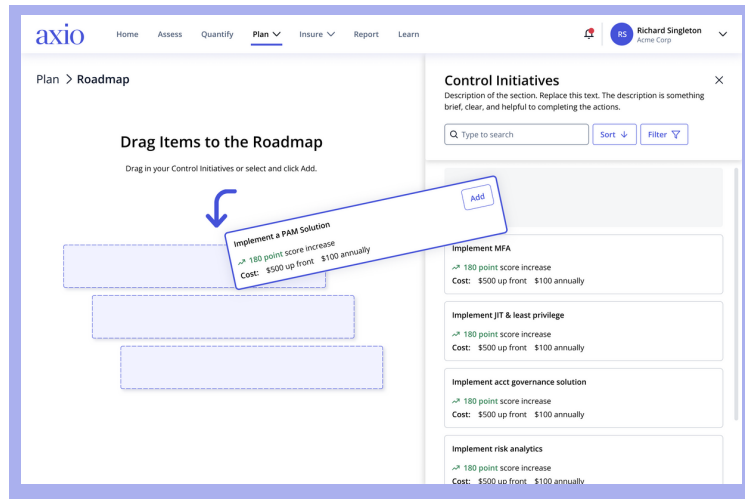 axio
Home Assess Quantify Plan Insure Report Learn
RS
Richard Singleton
Acme Corp
Plan > Roadmap
Drag Items to the Roadmap
Drag in your Control Initiatives or select and click Add.
Control Initiatives
Description of the section. Replace this text. The description is something
brief, clear, and helpful to completing the actions.
Type to search
Sort
Filter
Implement a PAM Solution
Add
180 point score increase
Cost: $500 up front $100 annually
Implement MFA
180 point score increase
Cost: $500 up front $100 annually
Implement JIT & least privilege
180 point score increase
Cost: $500 up front $100 annually
Implement acct governance solution
180 point score increase
Cost: $500 up front $100 annually
Implement risk analytics
180 point score increase
Cost: $500 up front $100 annually